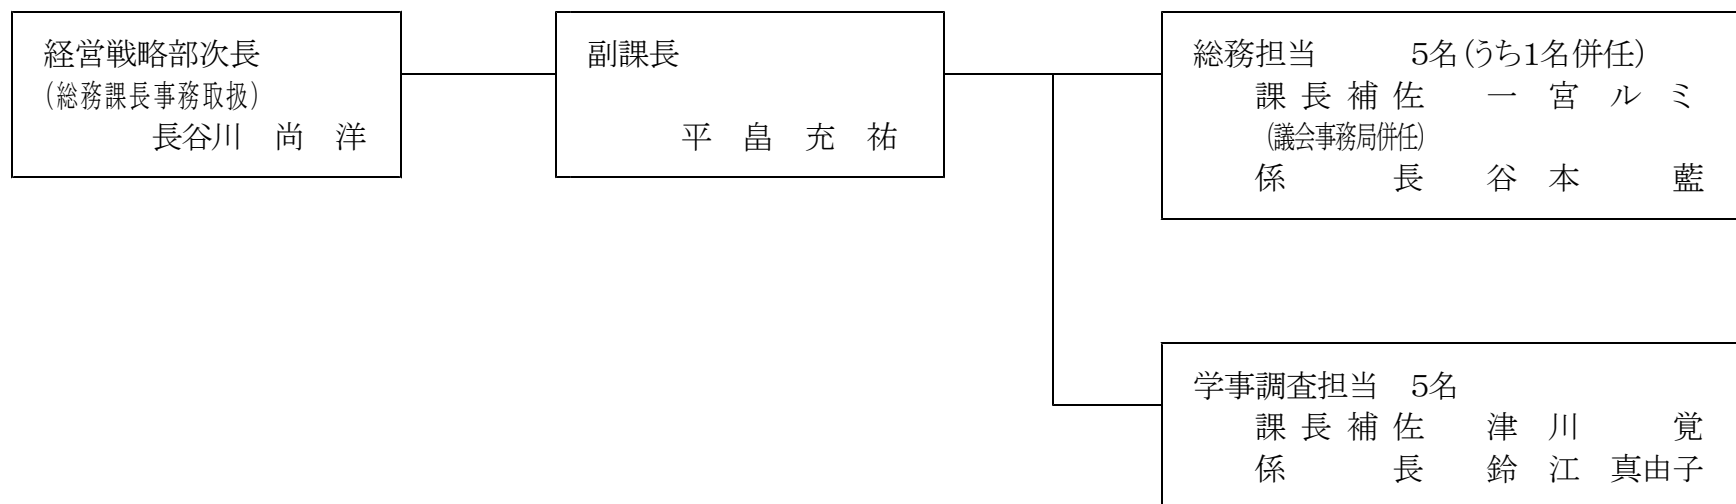 経営戦略部次長
(総務課長事務取扱)
長谷川 尚 洋
副課長
平 畠 充 祐
総務担当 5名(うち1名併任)
課 長 補 佐 一 宮 ル ミ
(議会事務局併任)
係 長 谷 本 藍
学事調査担当 5名
課 長 補 佐 津 川 覚
係 長 鈴 江 真由子